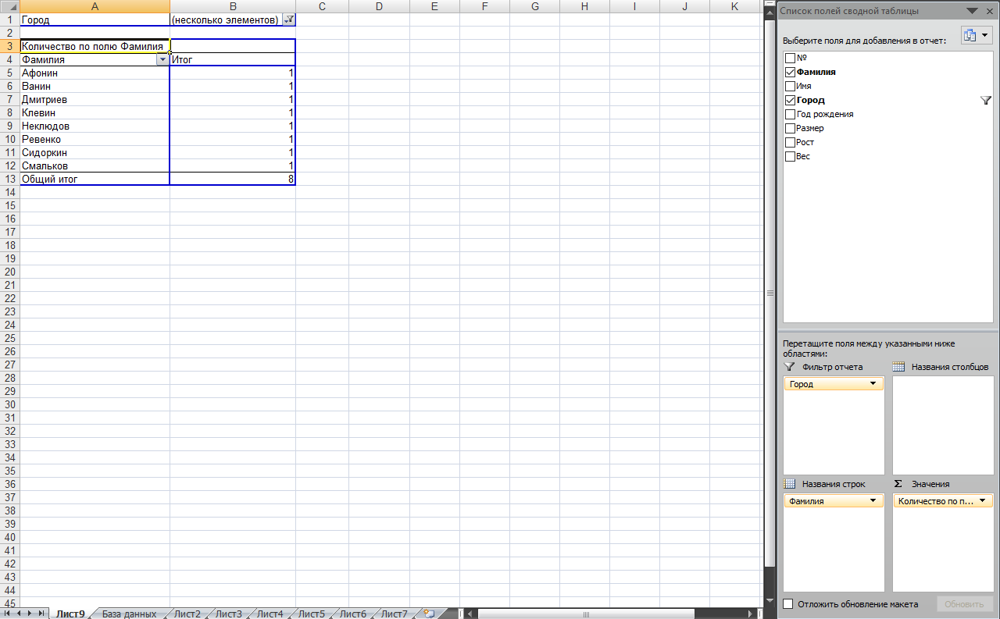 A B C D E F G H I J K
1 Город (несколько элементов)
2
3 Количество по полю Фамилия
4 Фамилия Итог
5 Афонин 1
6 Ванин 1
7 Дмитриев 1
8 Клевин 1
9 Неклюдов 1
10 Ревенко 1
11 Сидоркин 1
12 Смальков 1
13 Общий итог 8
14
15
16
17
18
19
20
21
22
23
24
25
26
27
28
29
30
31
32
33
34
35
36
37
38
39
40
41
42
43
44
45
Лист9 База данных Лист2 Лист3 Лист4 Лист5 Лист6 Лист7
Список полей сводной таблицы
Выберите поля для добавления в отчет:
№
Фамилия
Имя
Город
Год рождения
Размер
Рост
Вес
Перетащите поля между указанными ниже
областями:
Фильтр отчета Названия столбцов
Город
Названия строк Σ Значения
Фамилия Количество по п...
Отложить обновление макета Обновить